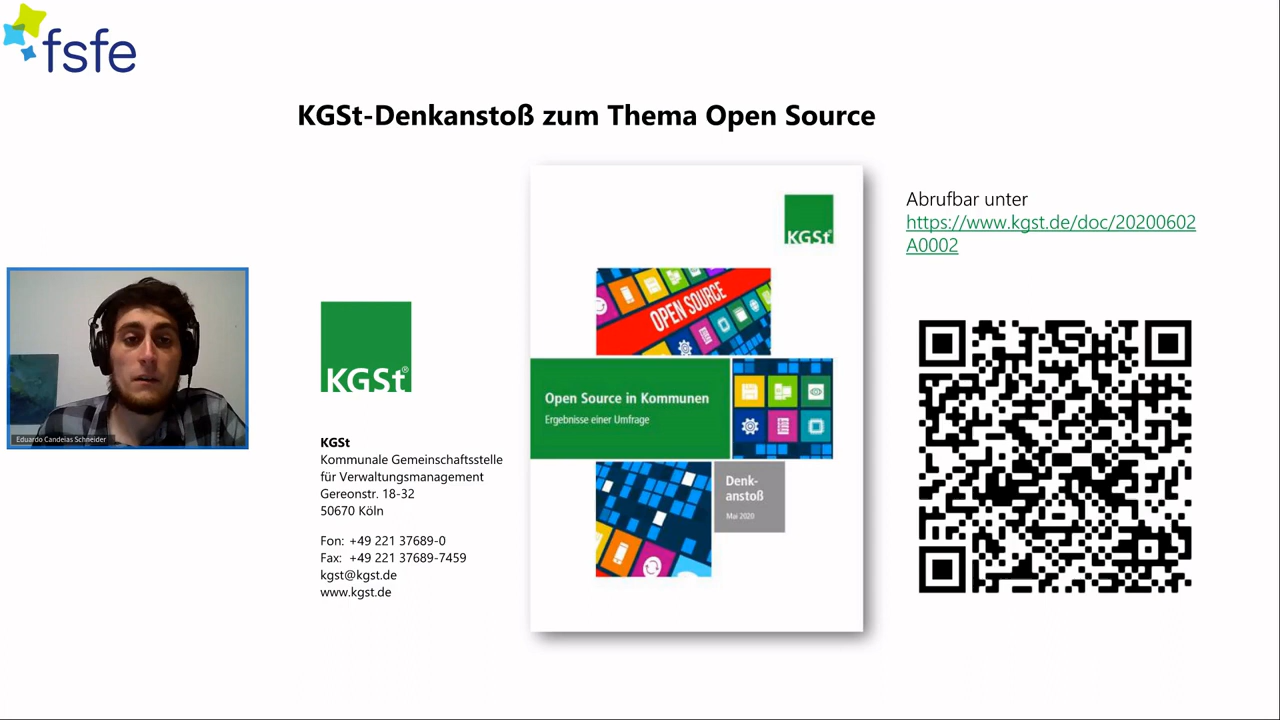 fsfe
KGSt-Denkanstoß zum Thema Open Source
Eduardo Candeias Schneider
KGSt®
KGSt
Kommunale Gemeinschaftsstelle
für Verwaltungsmanagement
Gereonstr. 18-32
50670 Köln
Fon: +49 221 37689-0
Fax: +49 221 37689-7459
kgst@kgst.de
www.kgst.de
KGSt®
OPEN SOURCE
Open Source in Kommunen
Ergebnisse einer Umfrage
Denk-
anstoß
Mai 2020
Abrufbar unter
https://www.kgst.de/doc/20200602
A0002